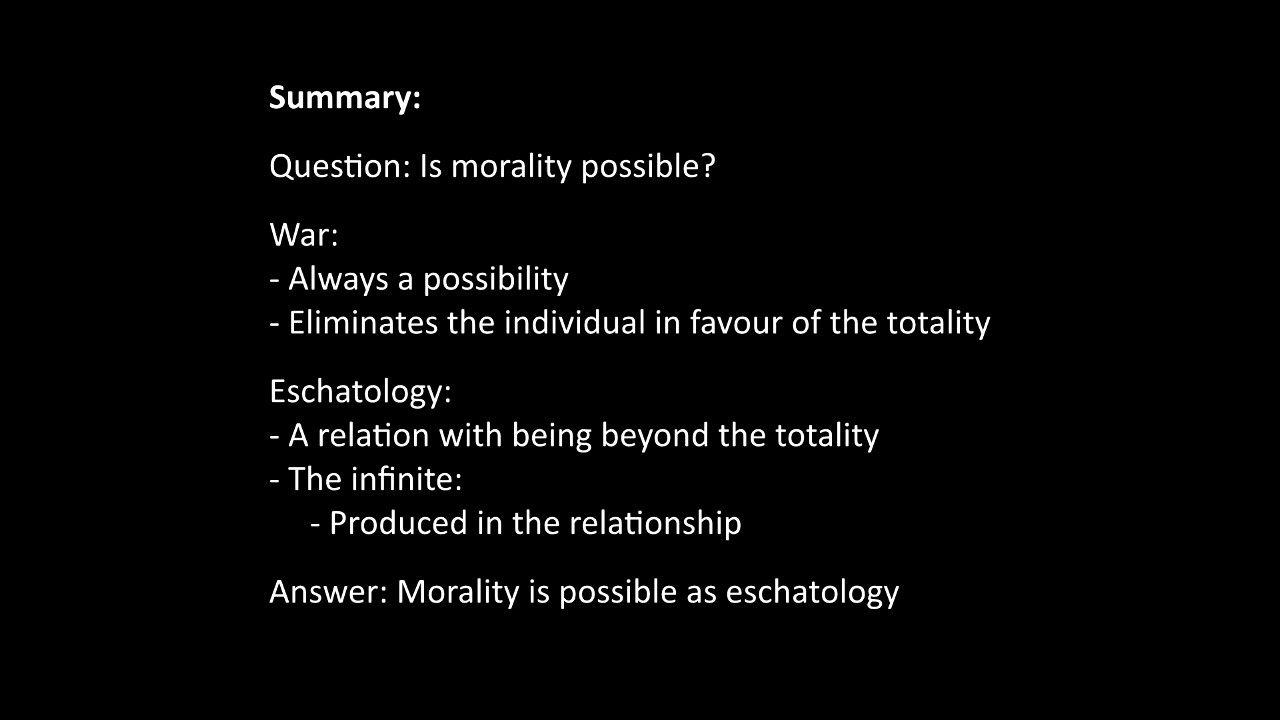 Summary:
Question: Is morality possible?
War:
- Always a possibility
- Eliminates the individual in favour of the totality
Eschatology:
- A relation with being beyond the totality
- The infinite:
- Produced in the relationship
Answer: Morality is possible as eschatology